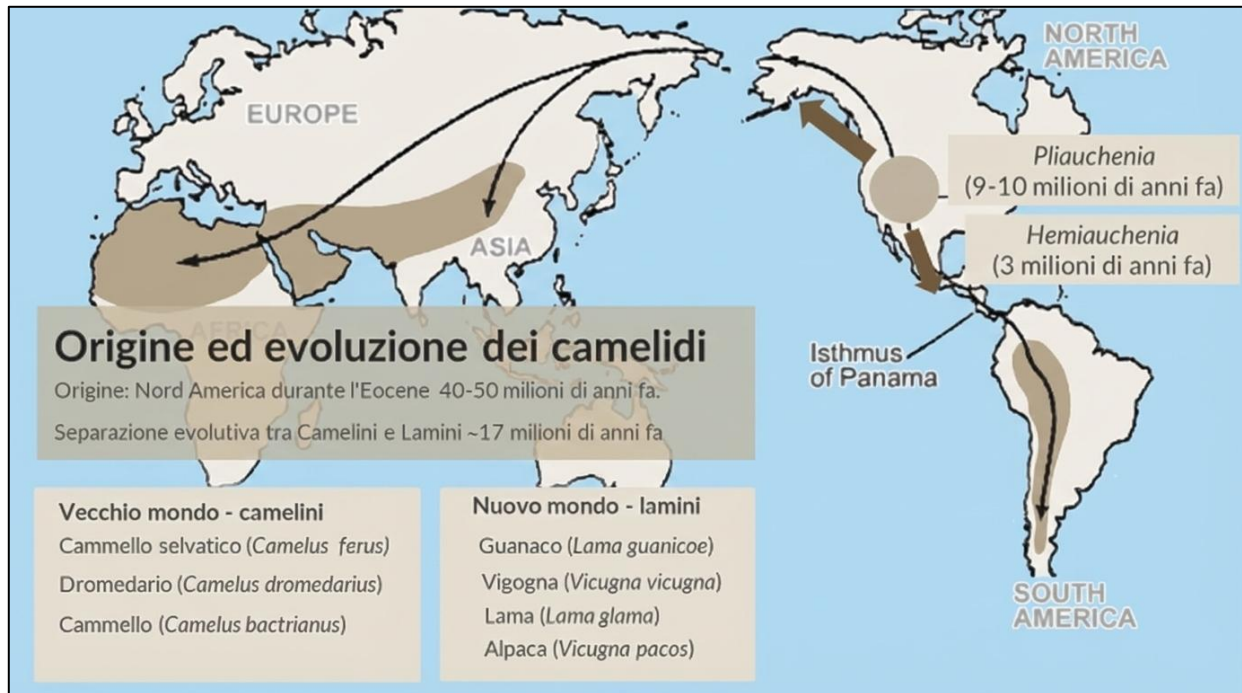 NORTH
AMERICA
EUROPE
Pliauchenia
(9-10 milioni di anni fa)
Hemiauchenia
(3 milioni di anni fa)
ASIA
AFRICA
Isthmus
of Panama
Origine ed evoluzione dei camelidi
Origine: Nord America durante l'Eocene 40-50 milioni di anni fa.
Separazione evolutiva tra Camelini e Lamini ~17 milioni di anni fa
Vecchio mondo - camelini
Cammello selvatico (Camelus ferus)
Dromedario (Camelus dromedarius)
Cammello (Camelus bactrianus)
Nuovo mondo - lamini
Guanaco (Lama guanicoe)
Vigogna (Vicugna vicugna)
Lama (Lama glama)
Alpaca (Vicugna pacos)
SOUTH
AMERICA